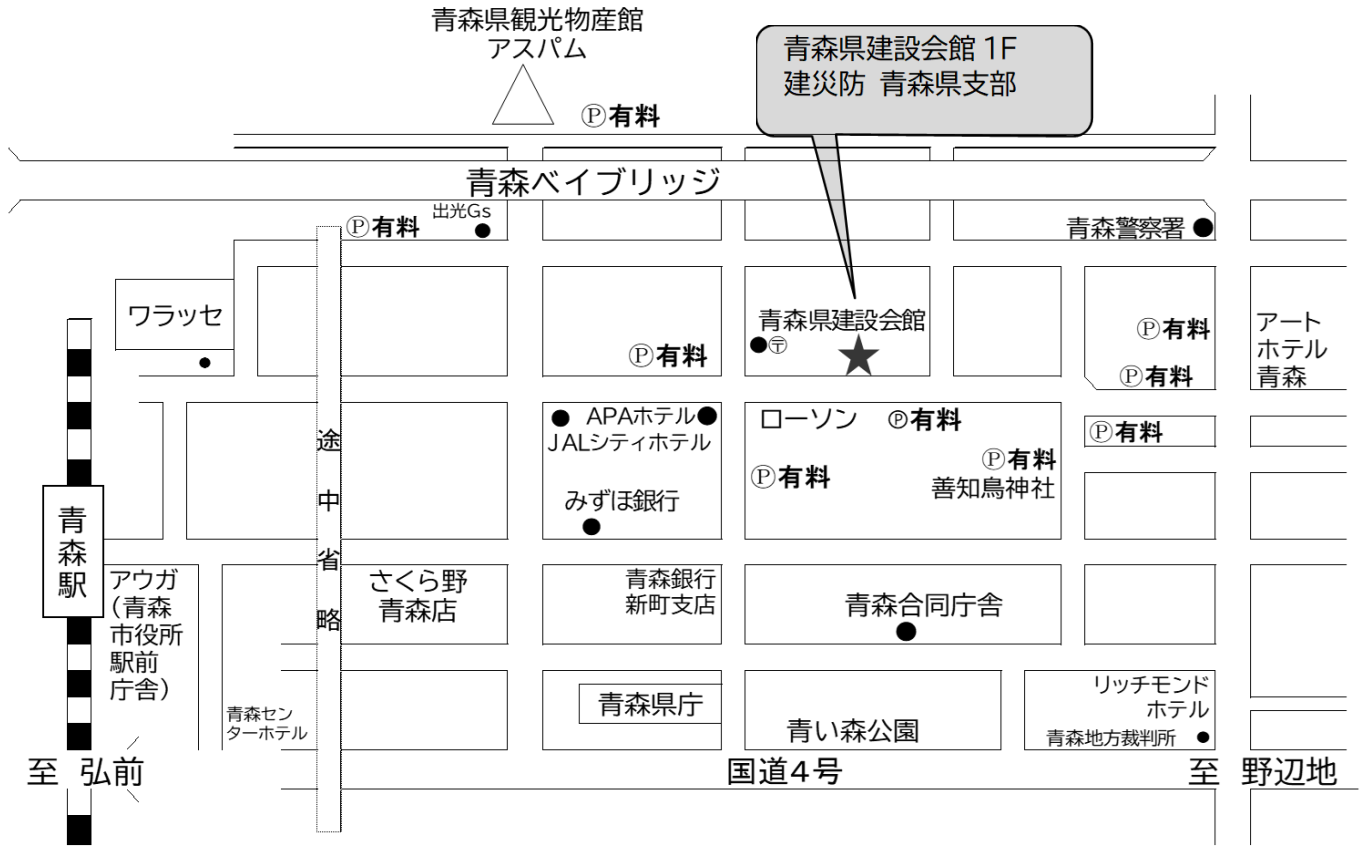 青森県観光物産館
アスパム
Ⓟ有料
青森県建設会館 1F
建災防 青森県支部
青森ベイブリッジ
Ⓟ有料
出光Gs
青森警察署
ワラッセ
Ⓟ有料
青森県建設会館
〒
Ⓟ有料
Ⓟ有料
アート
ホテル
青森
途中省略
APAホテル
JALシティホテル
みずほ銀行
ローソン
Ⓟ有料
Ⓟ有料
Ⓟ有料
善知鳥神社
Ⓟ有料
青森駅
アウガ
(青森
市役所
駅前
庁舎)
さくら野
青森店
青森銀行
新町支店
青森合同庁舎
青森セン
ターホテル
青森県庁
青い森公園
リッチモンド
ホテル
青森地方裁判所
至 弘前
国道4号
至 野辺地